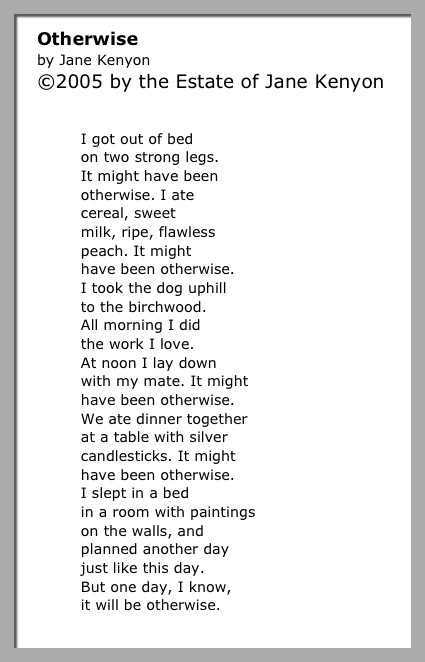 Otherwise
by Jane Kenyon
©2005 by the Estate of Jane Kenyon
I got out of bed
on two strong legs.
It might have been
otherwise. I ate
cereal, sweet
milk, ripe, flawless
peach. It might
have been otherwise.
I took the dog uphill
to the birchwood.
All morning I did
the work I love.
At noon I lay down
with my mate. It might
have been otherwise.
We ate dinner together
at a table with silver
candlesticks. It might
have been otherwise.
I slept in a bed
in a room with paintings
on the walls, and
planned another day
just like this day.
But one day, I know,
it will be otherwise.